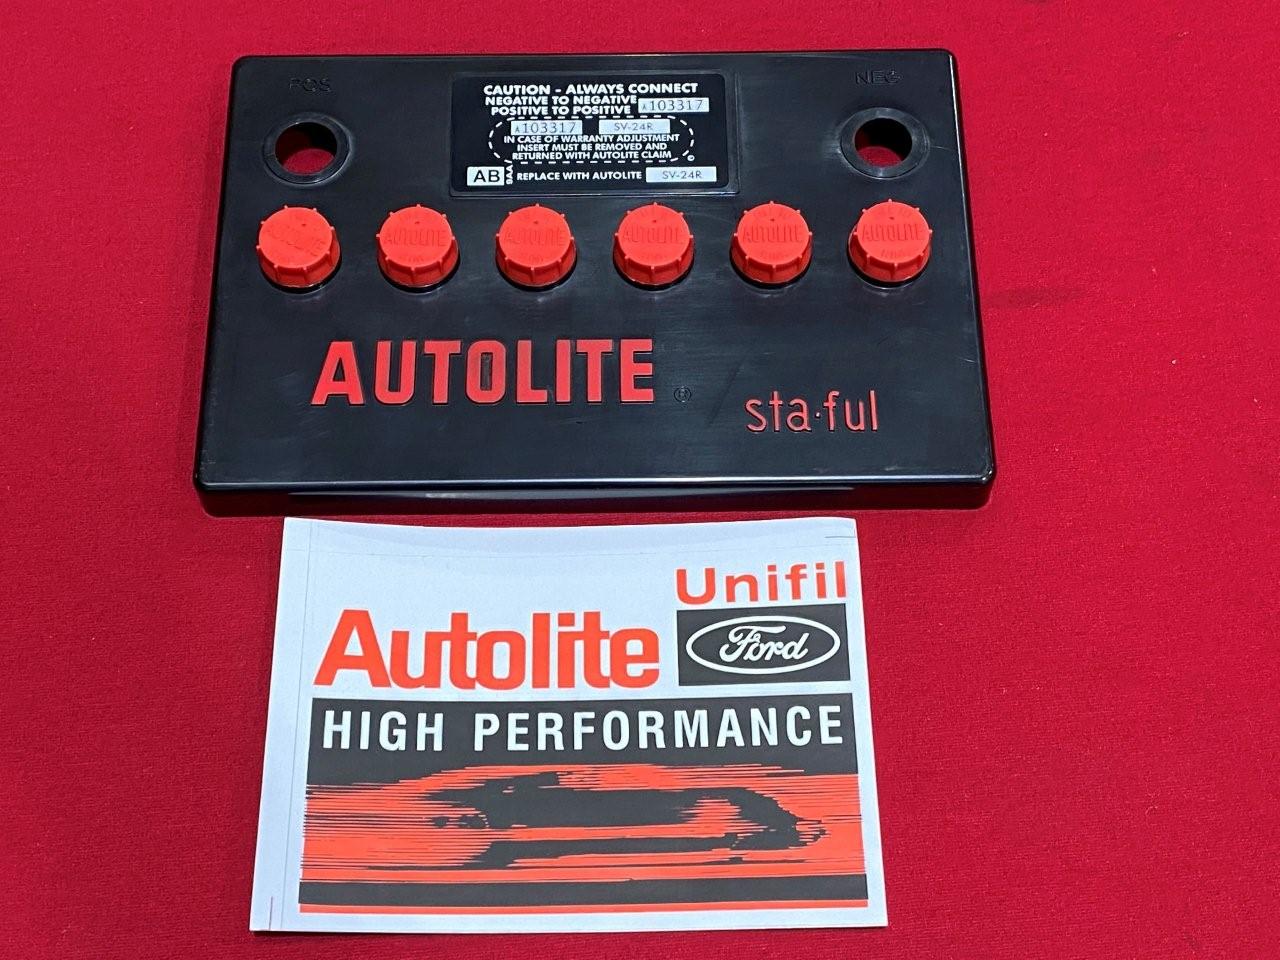 POS
NEG
CAUTION - ALWAYS CONNECT
NEGATIVE TO NEGATIVE
POSITIVE TO POSITIVE A103317
A103317 SV-24R
IN CASE OF WARRANTY ADJUSTMENT
INSERT MUST BE REMOVED AND
RETURNED WITH AUTOLITE CLAIM ©
AB 9AA REPLACE WITH AUTOLITE SV-24R
AUTOLITE
AUTOLITE
AUTOLITE
AUTOLITE
AUTOLITE
AUTOLITE
AUTOLITE ®
sta·ful
Unifil
Autolite Ford
HIGH PERFORMANCE